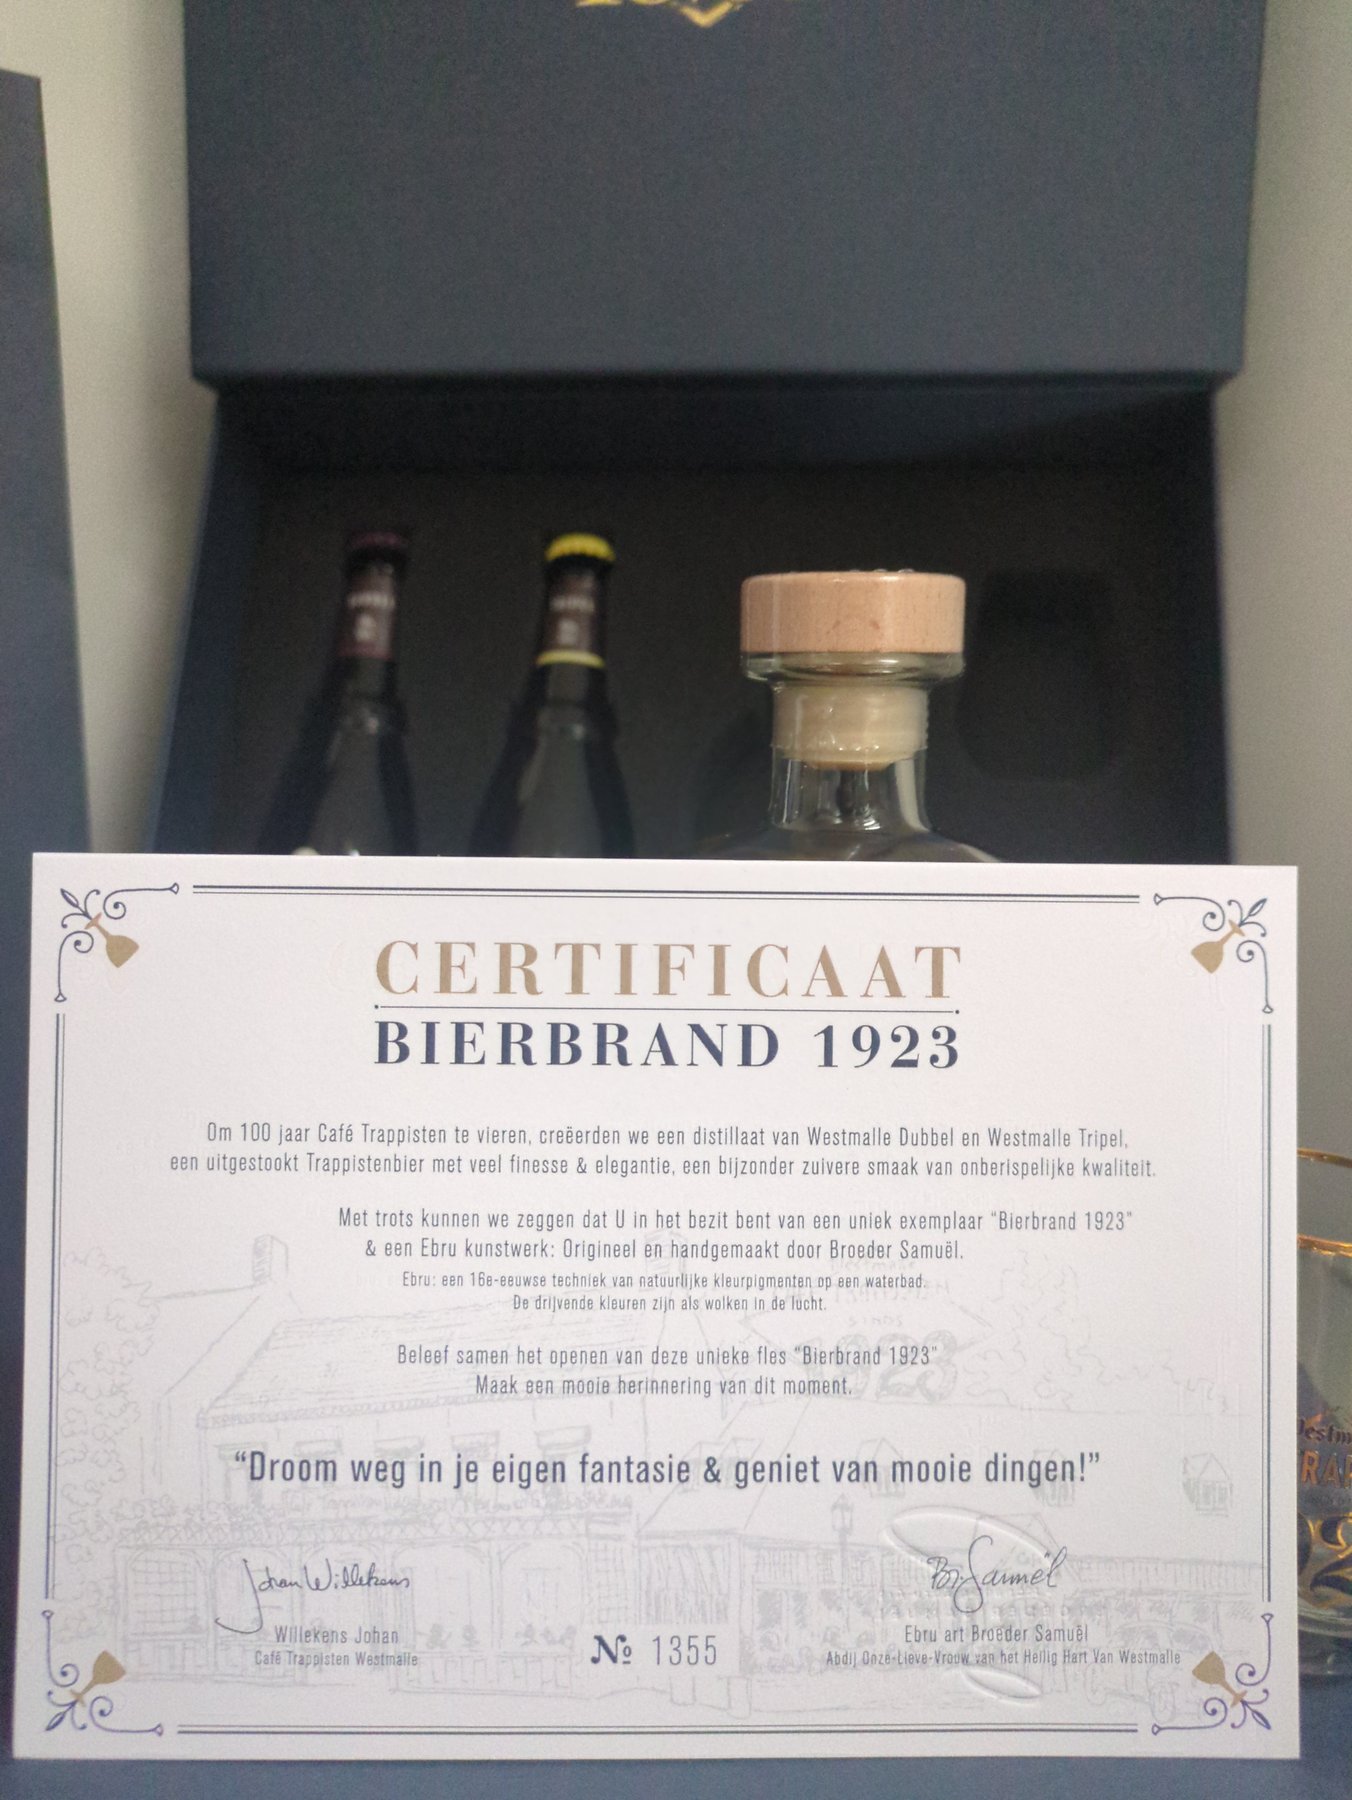 CERTIFICAAT
BIERBRAND 1923
Om 100 jaar Café Trappisten te vieren, creëerden we een distillaat van Westmalle Dubbel en Westmalle Tripel,
een uitgestookt Trappistenbier met veel finesse & elegantie, een bijzonder zuivere smaak van onberispelijke kwaliteit.
Met trots kunnen we zeggen dat U in het bezit bent van een uniek exemplaar "Bierbrand 1923"
& een Ebru kunstwerk: Origineel en handgemaakt door Broeder Samuël.
Ebru: een 16e-eeuwse techniek van natuurlijke kleurpigmenten op een waterbad.
De drijvende kleuren zijn als wolken in de lucht.
Beleef samen het openen van deze unieke fles "Bierbrand 1923"
Maak een mooie herinnering van dit moment.
"Droom weg in je eigen fantasie & geniet van mooie dingen!"
Johan Willekens
Br. Samuël
Willekens Johan
Café Trappisten Westmalle
№ 1355
Ebru art Broeder Samuël
Abdij Onze-Lieve-Vrouw van het Heilig Hart Van Westmalle
1923